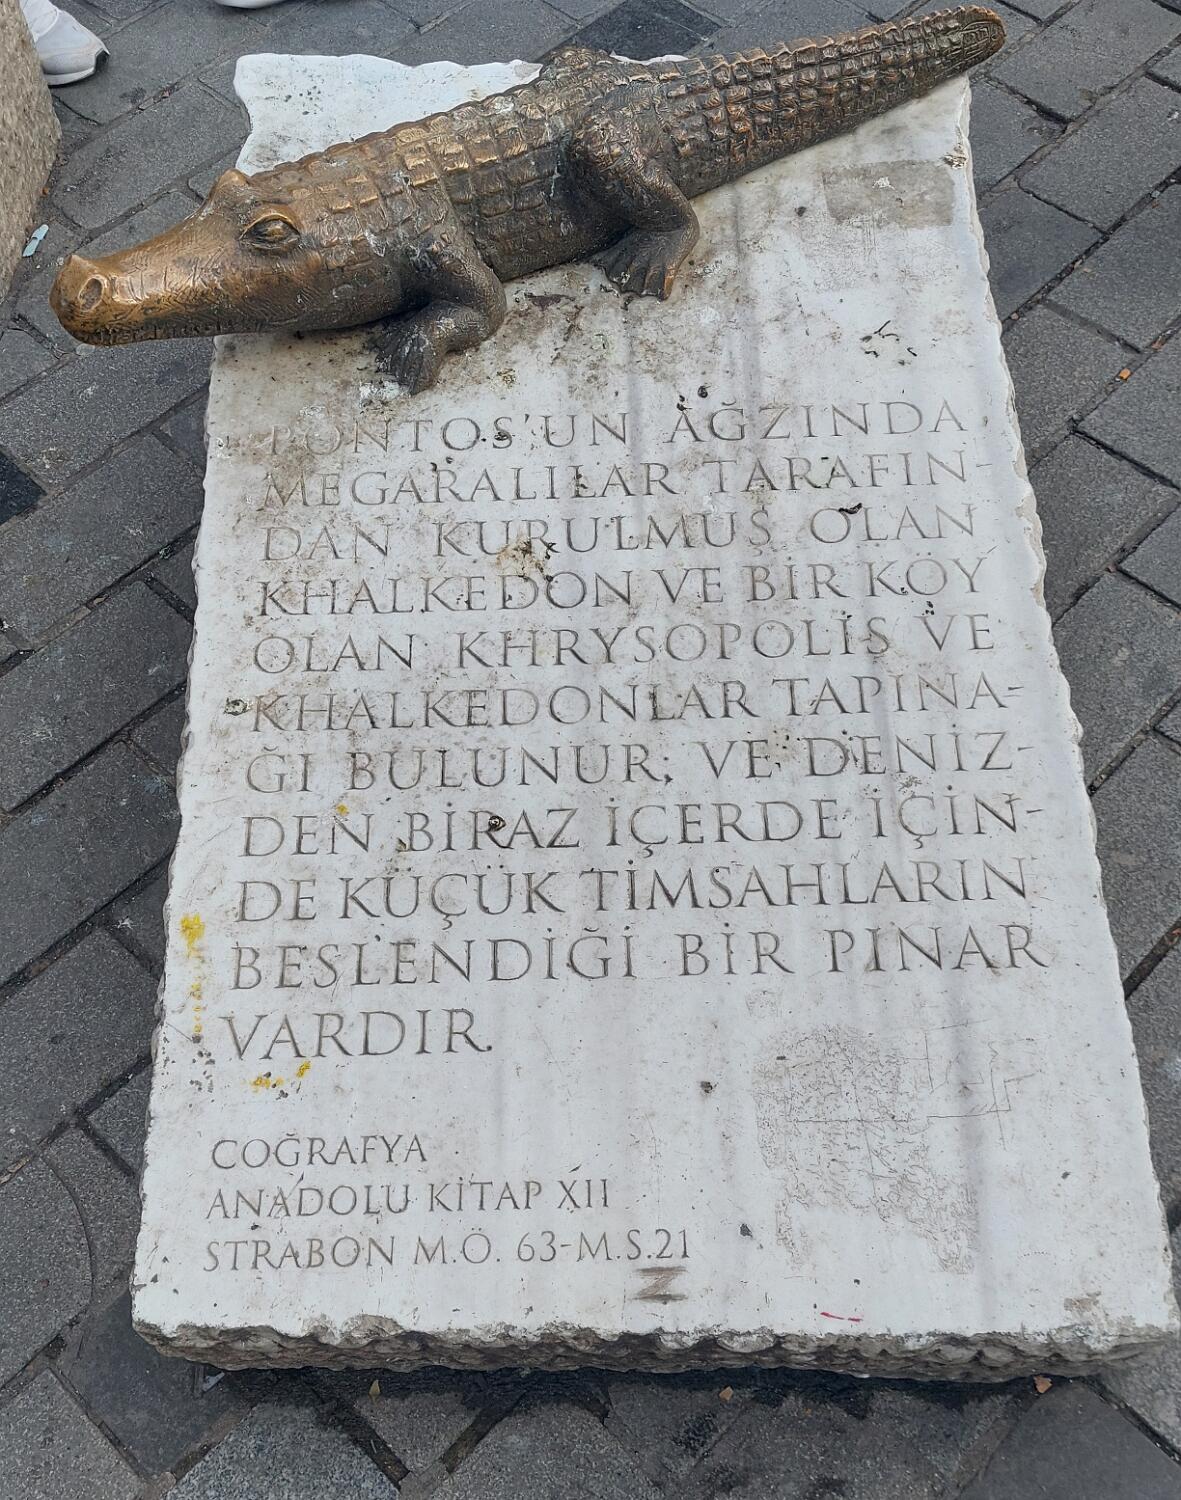 PONTOS'UN AĞZINDA
MEGARALILAR TARAFIN-
DAN KURULMUŞ OLAN
KHALKEDON VE BİR KÖY
OLAN KHRYSOPOLİS VE
KHALKEDONLAR TAPINA-
ĞI BULUNUR; VE DENİZ-
DEN BİRAZ İÇERDE İÇİN-
DE KÜÇÜK TİMSAHLARIN
BESLENDİĞİ BİR PINAR
VARDIR.
COĞRAFYA
ANADOLU KİTAP XII
STRABON M.Ö. 63-M.S.21